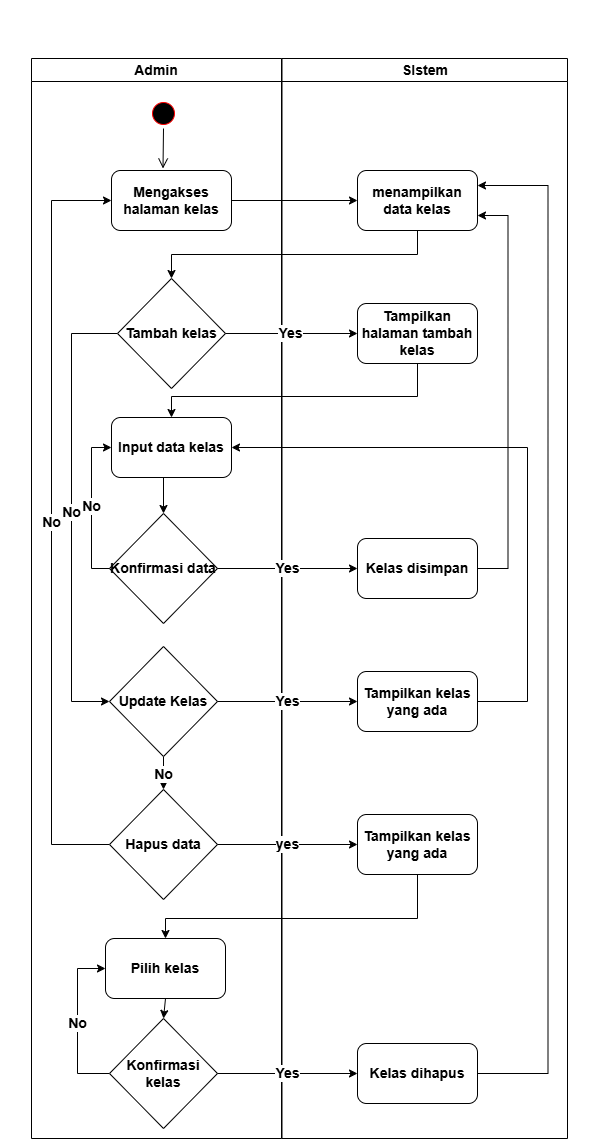 Admin
SIstem
Mengakses
halaman kelas
menampilkan
data kelas
Tambah kelas
Yes
Tampilkan
halaman tambah
kelas
Input data kelas
No
No
No
Konfirmasi data
Yes
Kelas disimpan
Update Kelas
Yes
Tampilkan kelas
yang ada
No
Hapus data
yes
Tampilkan kelas
yang ada
Pilih kelas
No
Konfirmasi
kelas
Yes
Kelas dihapus